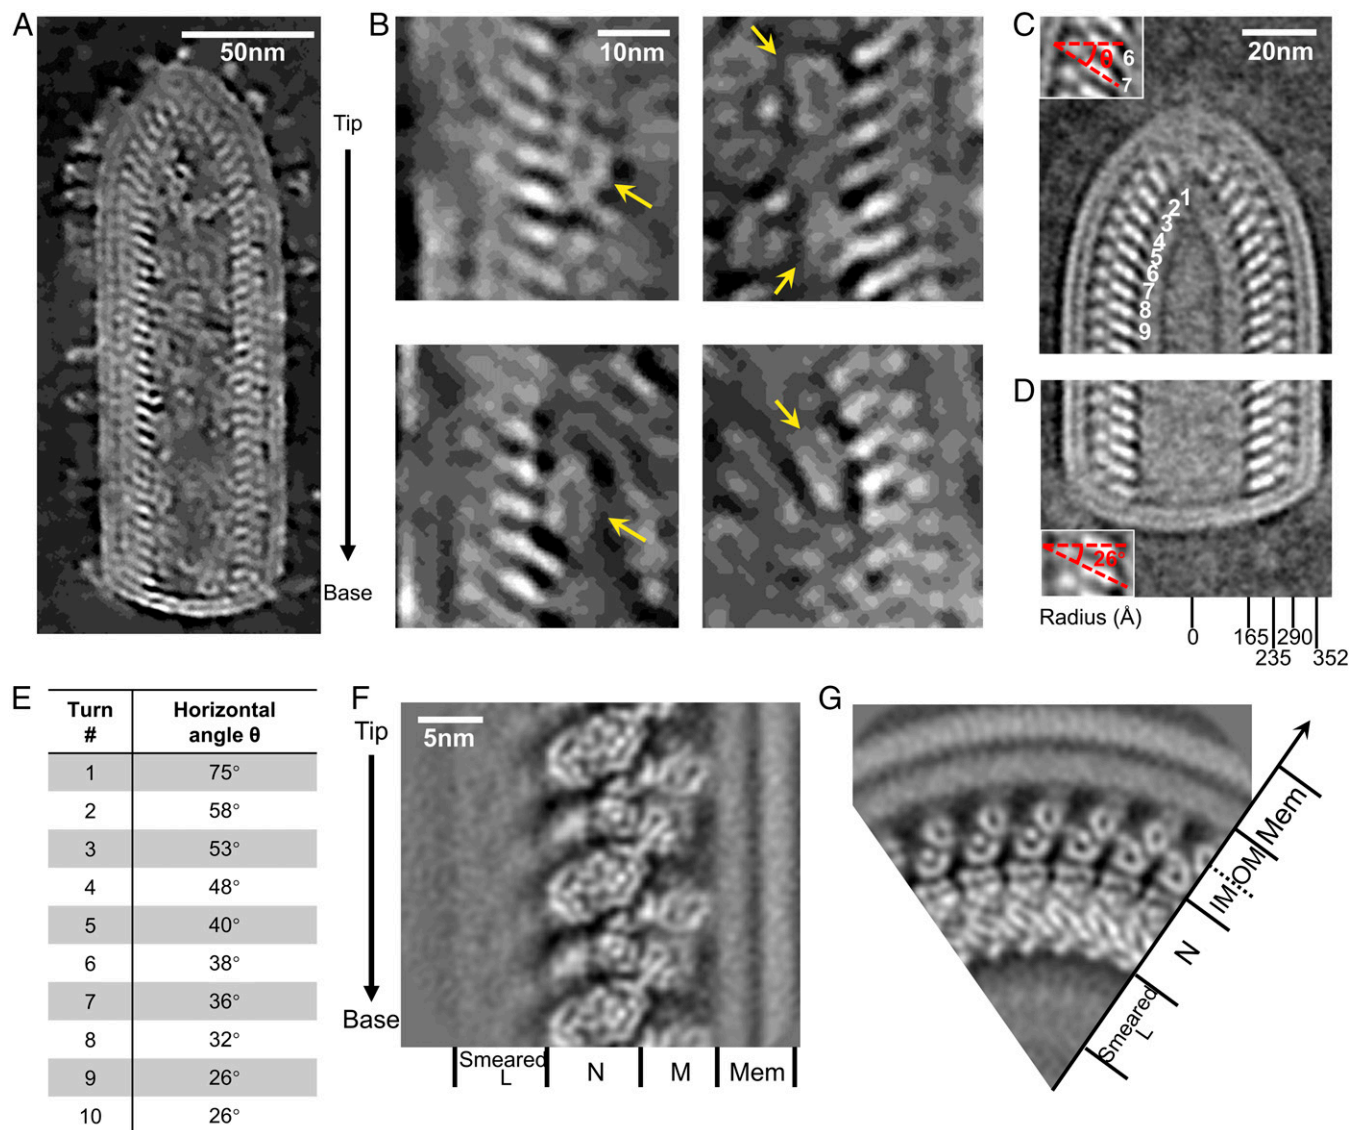 A
50nm
Tip
Base
B
10nm
C
20nm
θ
6
7
1
2
3
4
5
6
7
8
9
D
26°
Radius (Å)
0
165
290
235
352
E
Turn
#
Horizontal
angle θ
1 75°
2 58°
3 53°
4 48°
5 40°
6 38°
7 36°
8 32°
9 26°
10 26°
F
Tip
Base
5nm
Smeared
L
N
M
Mem
G
Mem
OM
IM
N
Smeared
L